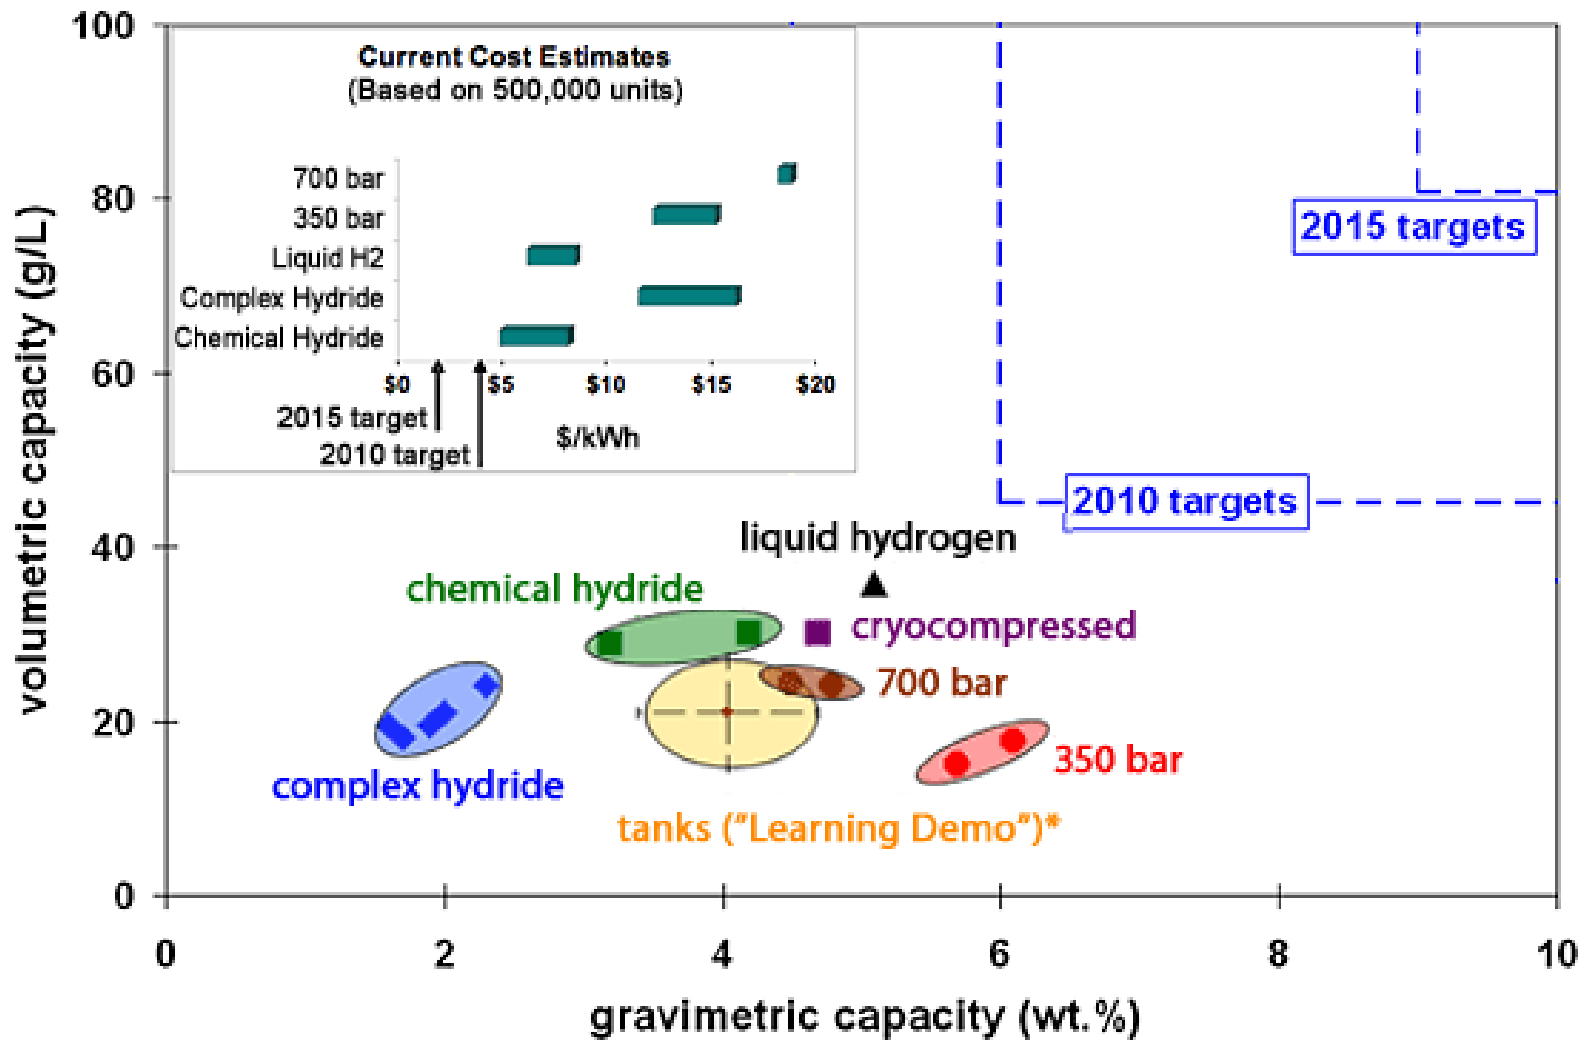 100
80
60
40
20
0
volumetric capacity (g/L)
Current Cost Estimates
(Based on 500,000 units)
700 bar
350 bar
Liquid H2
Complex Hydride
Chemical Hydride
$0 $5 $10 $15 $20
2015 target
2010 target
$/kWh
2015 targets
2010 targets
liquid hydrogen
chemical hydride
cryocompressed
700 bar
350 bar
complex hydride
tanks ("Learning Demo")*
0 2 4 6 8 10
gravimetric capacity (wt.%)